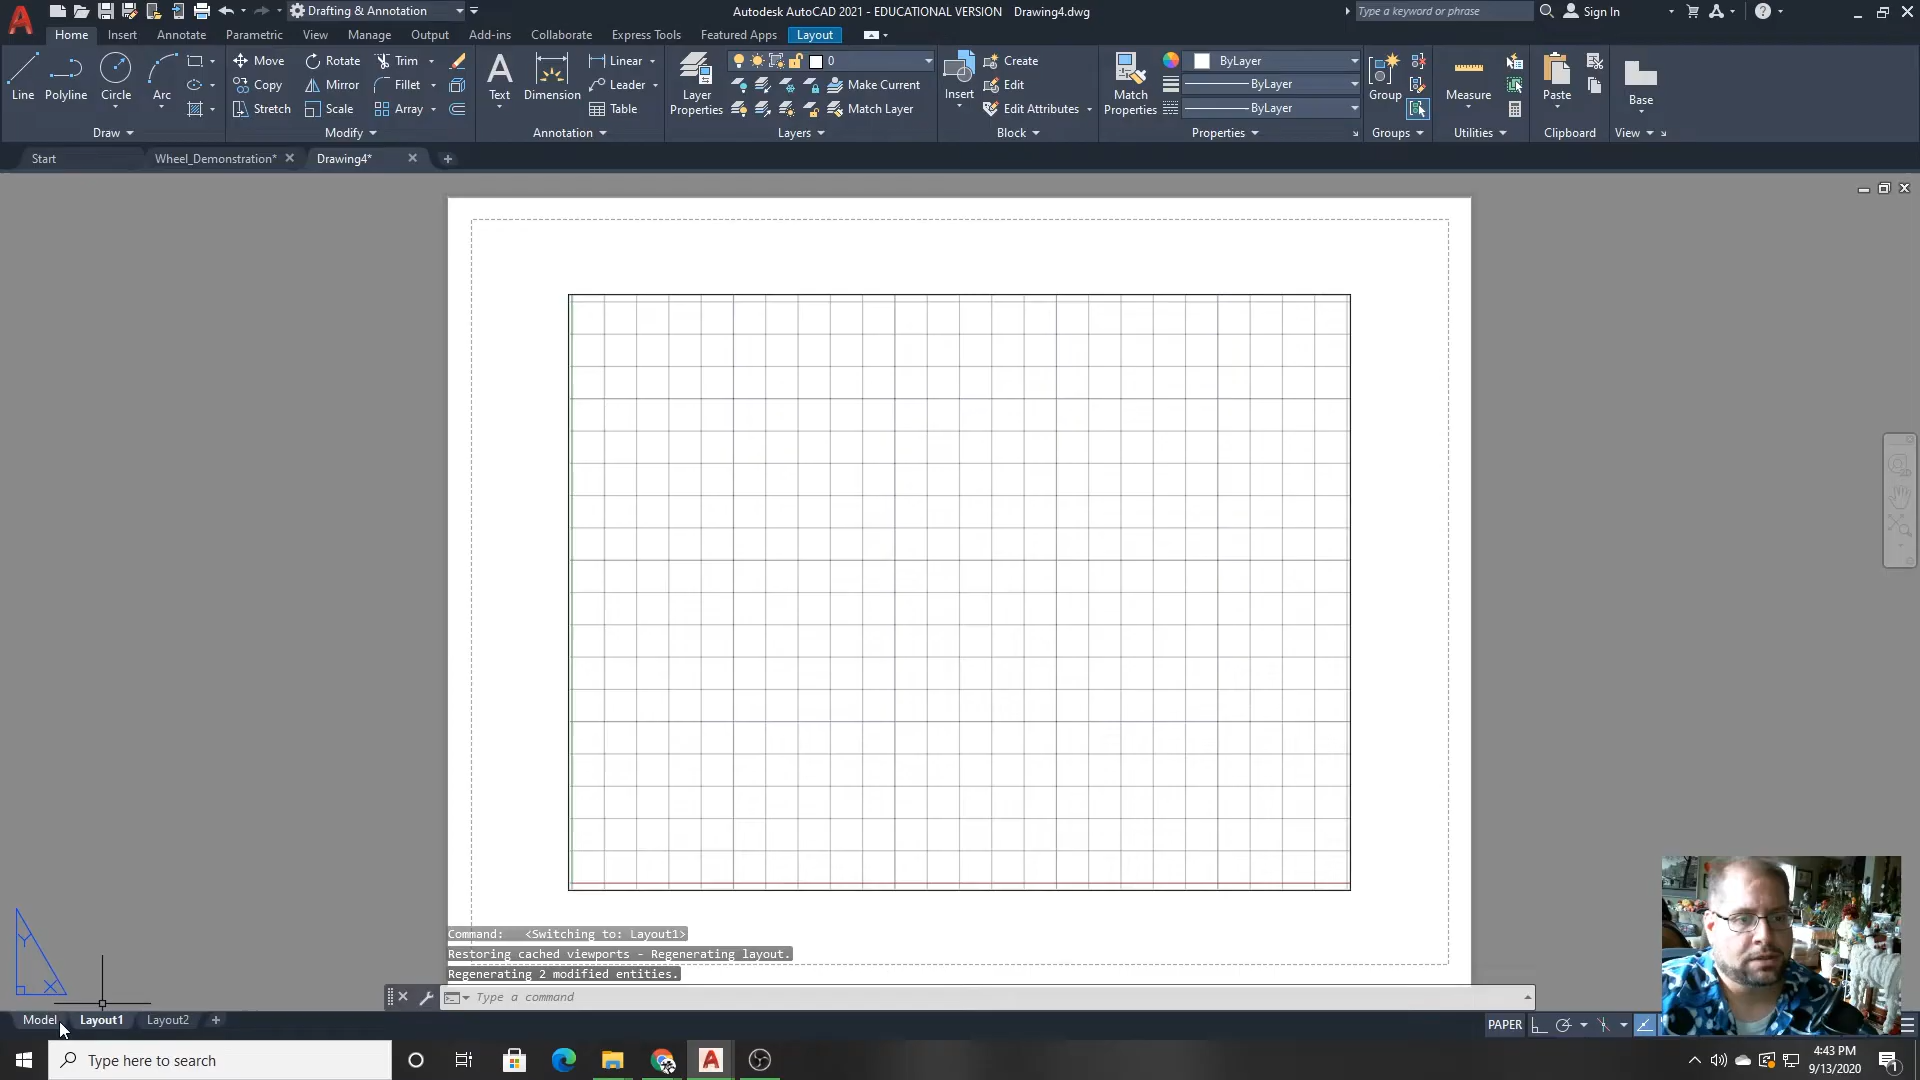 Drafting & Annotation
Autodesk AutoCAD 2021 - EDUCATIONAL VERSION Drawing4.dwg
Type a keyword or phrase
Sign In
Home Insert Annotate Parametric View Manage Output Add-ins Collaborate Express Tools Featured Apps Layout
Line Polyline Circle Arc
Move Rotate Trim
Copy Mirror Fillet
Stretch Scale Array
Text Dimension
Linear
Leader
Table
Layer Properties
0
Make Current
Match Layer
Insert
Create
Edit
Edit Attributes
Match Properties
ByLayer
ByLayer
ByLayer
Group
Measure
Paste
Base
Draw Modify Annotation Layers Block Properties Groups Utilities Clipboard View
Start Wheel_Demonstration* Drawing4*
Y
X
Command: <Switching to: Layout1>
Restoring cached viewports - Regenerating layout.
Regenerating 2 modified entities.
Type a command
Model Layout1 Layout2
PAPER
Type here to search
4:43 PM
9/13/2020
1